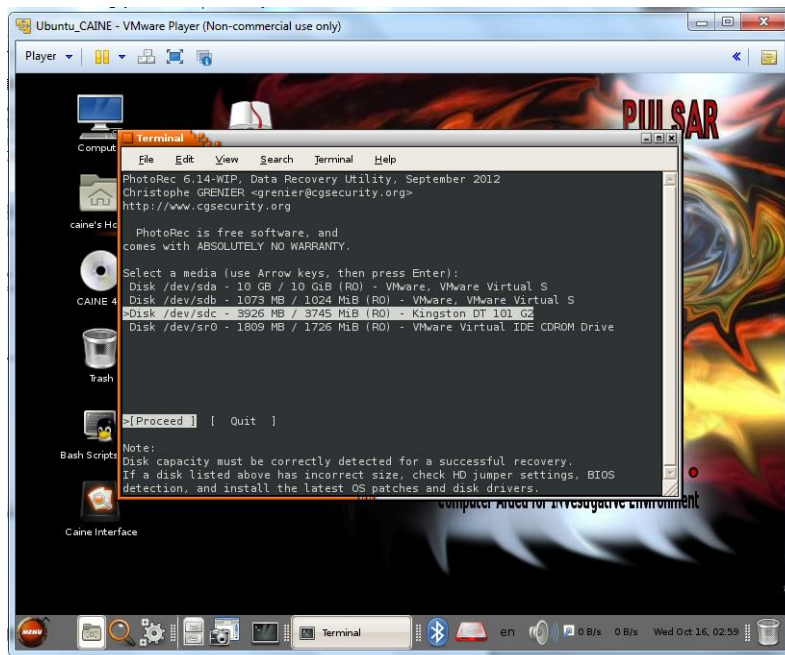 Ubuntu_CAINE - VMware Player (Non-commercial use only)
Player
PULSAR
Comput
Terminal
File Edit View Search Terminal Help
PhotoRec 6.14-WIP, Data Recovery Utility, September 2012
Christophe GRENIER <grenier@cgsecurity.org>
http://www.cgsecurity.org
PhotoRec is free software, and
comes with ABSOLUTELY NO WARRANTY.
Select a media (use Arrow keys, then press Enter):
Disk /dev/sda - 10 GB / 10 GiB (RO) - VMware, VMware Virtual S
Disk /dev/sdb - 1073 MB / 1024 MiB (RO) - VMware, VMware Virtual S
>Disk /dev/sdc - 3926 MB / 3745 MiB (RO) - Kingston DT 101 G2
Disk /dev/sr0 - 1809 MB / 1726 MiB (RO) - VMware Virtual IDE CDROM Drive
>[Proceed ] [ Quit ]
Note:
Disk capacity must be correctly detected for a successful recovery.
If a disk listed above has incorrect size, check HD jumper settings, BIOS
detection, and install the latest OS patches and disk drivers.
caine's Ho
CAINE 4
Trash
Bash Scripts
Caine Interface
Computer Aided for INvestigative Environment
MENU
Terminal
en
0 B/s 0 B/s
Wed Oct 16, 02:59